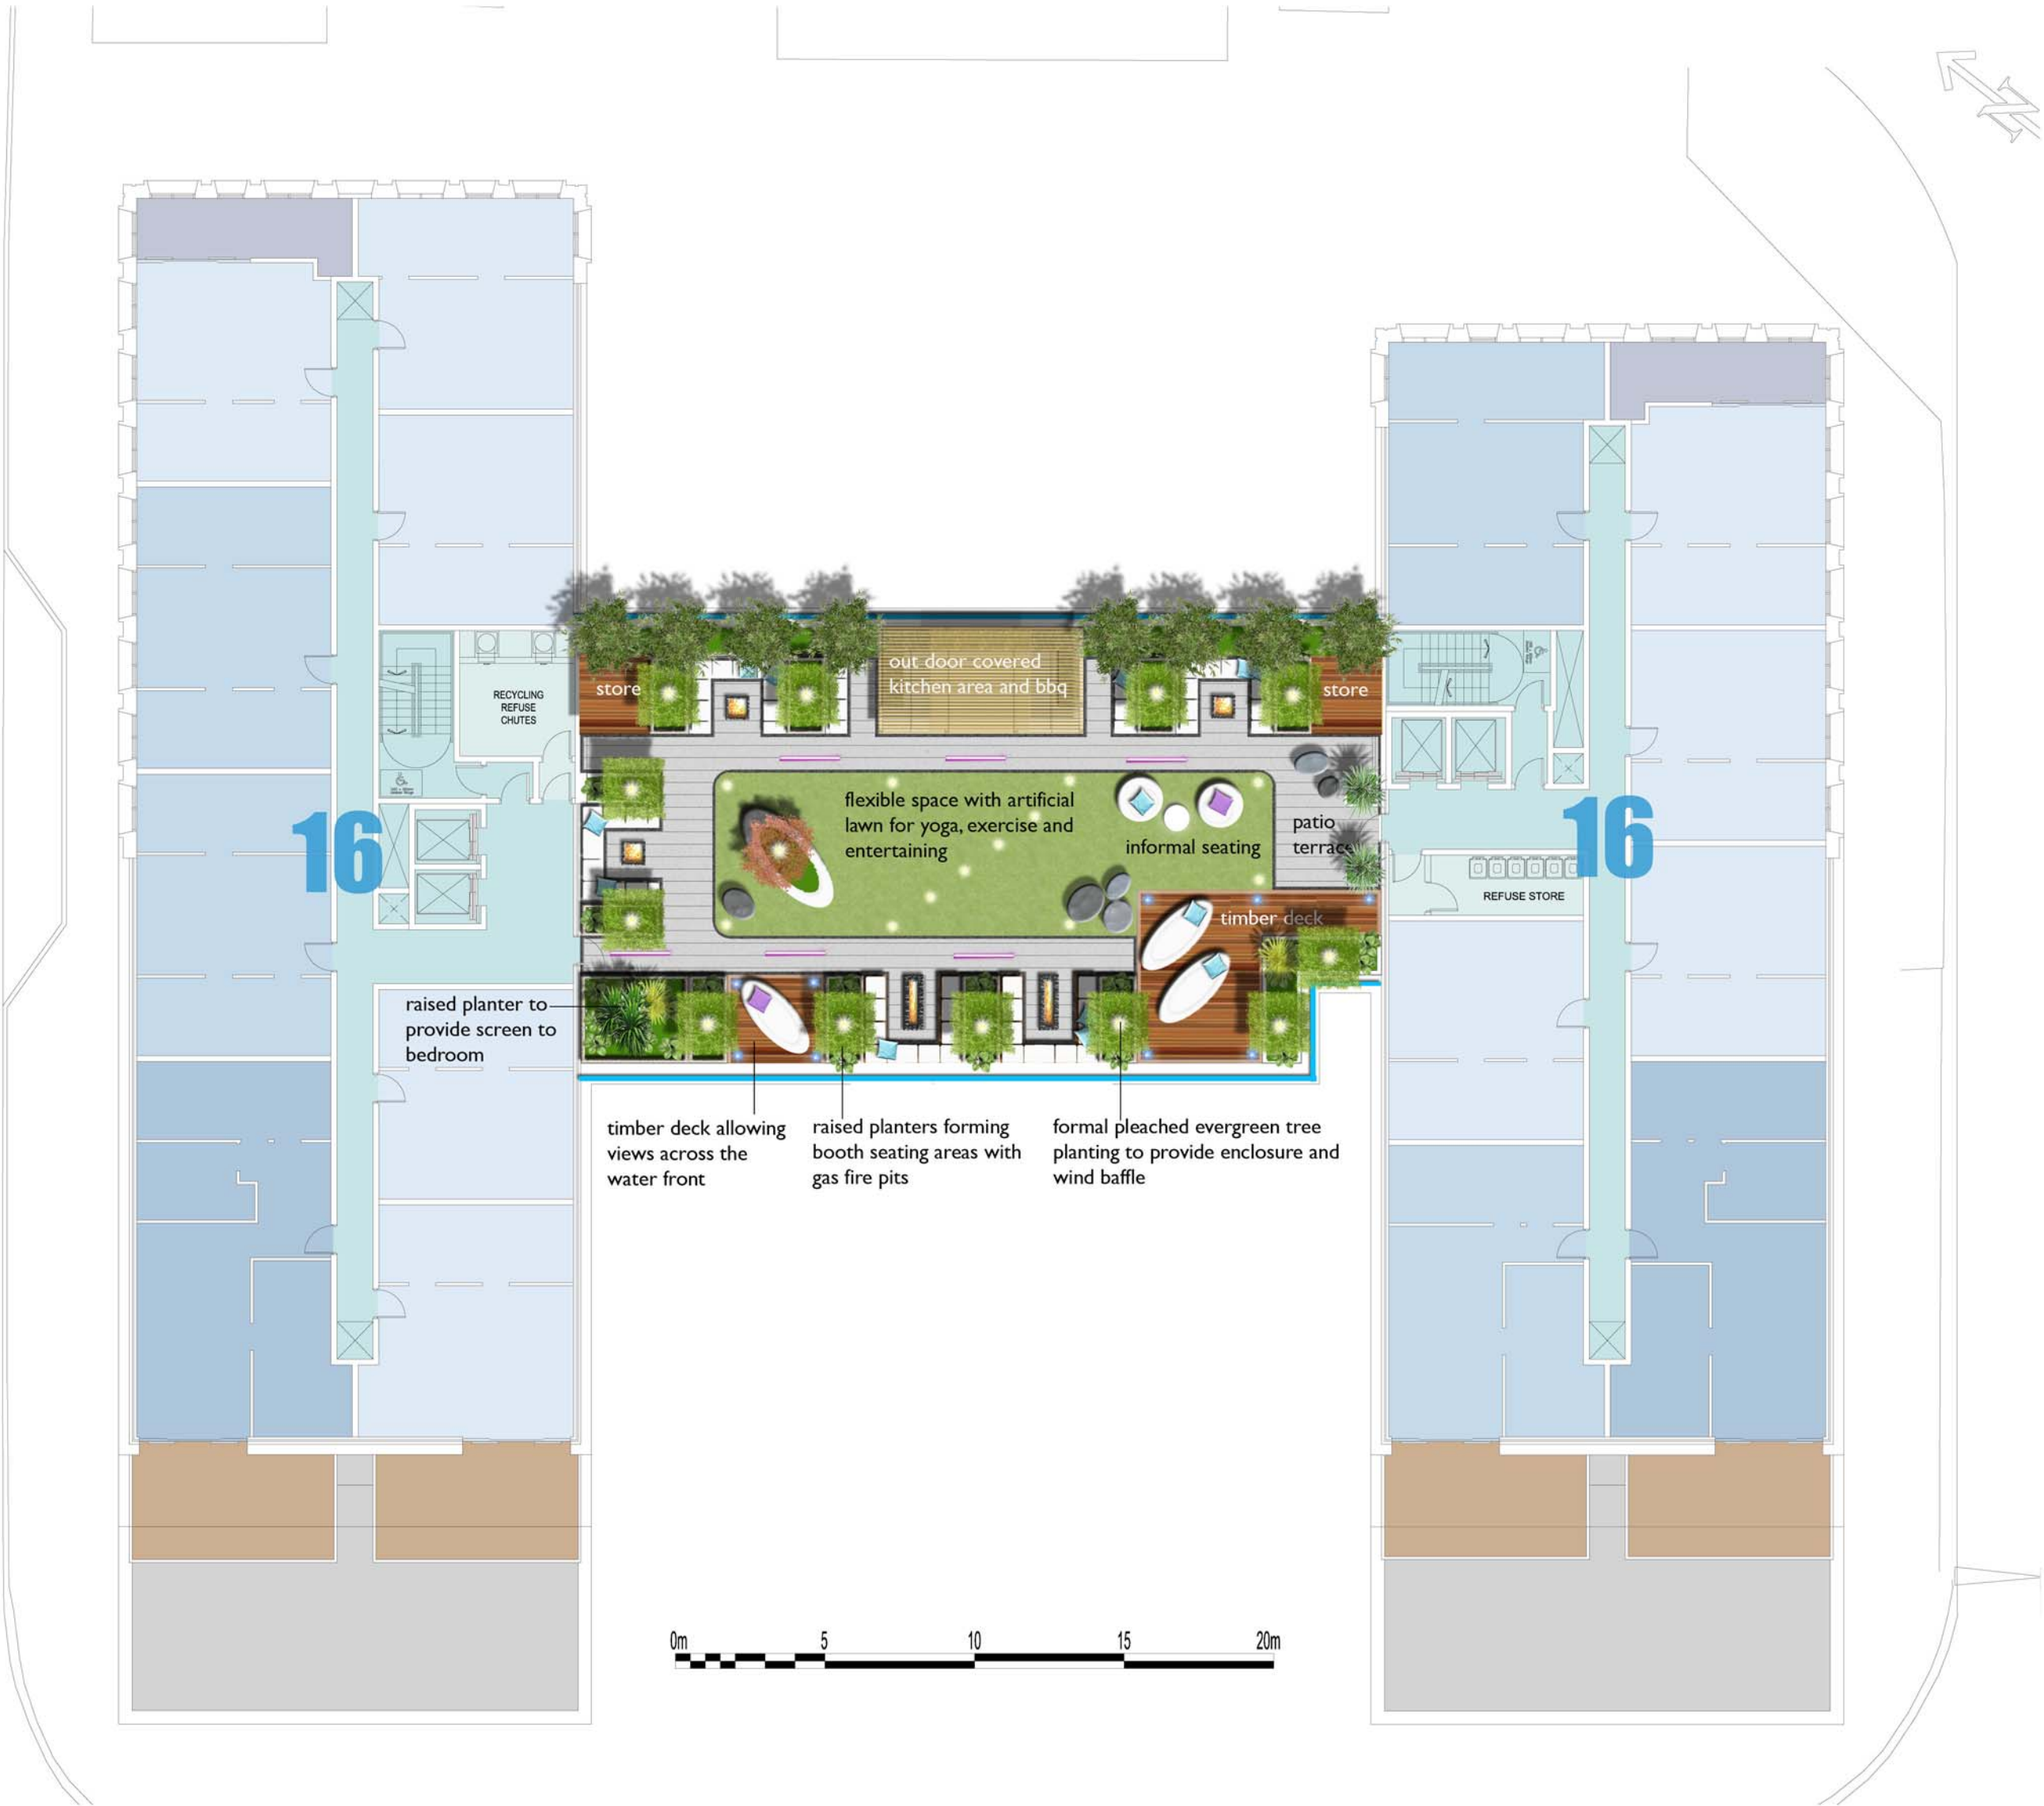 out door covered
kitchen area and bbq
store
store
RECYCLING
REFUSE
CHUTES
flexible space with artificial
lawn for yoga, exercise and
entertaining
informal seating
patio
terrace
16
16
REFUSE STORE
timber deck
raised planter to
provide screen to
bedroom
timber deck allowing
views across the
water front
raised planters forming
booth seating areas with
gas fire pits
formal pleached evergreen tree
planting to provide enclosure and
wind baffle
0m 5 10 15 20m